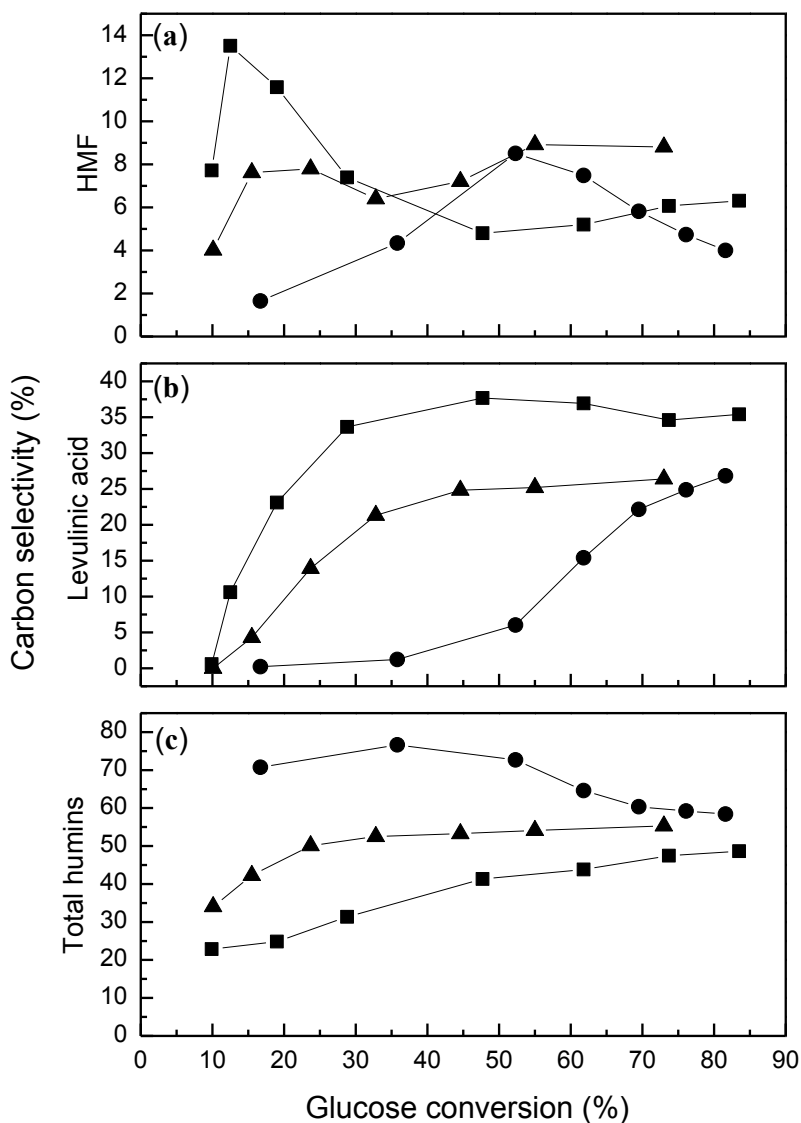 (a)
14
12
10
8
6
4
2
0
HMF
(b)
40
35
30
25
20
15
10
5
0
Levulinic acid
Carbon selectivity (%)
(c)
80
70
60
50
40
30
20
10
0
Total humins
0 10 20 30 40 50 60 70 80 90
Glucose conversion (%)